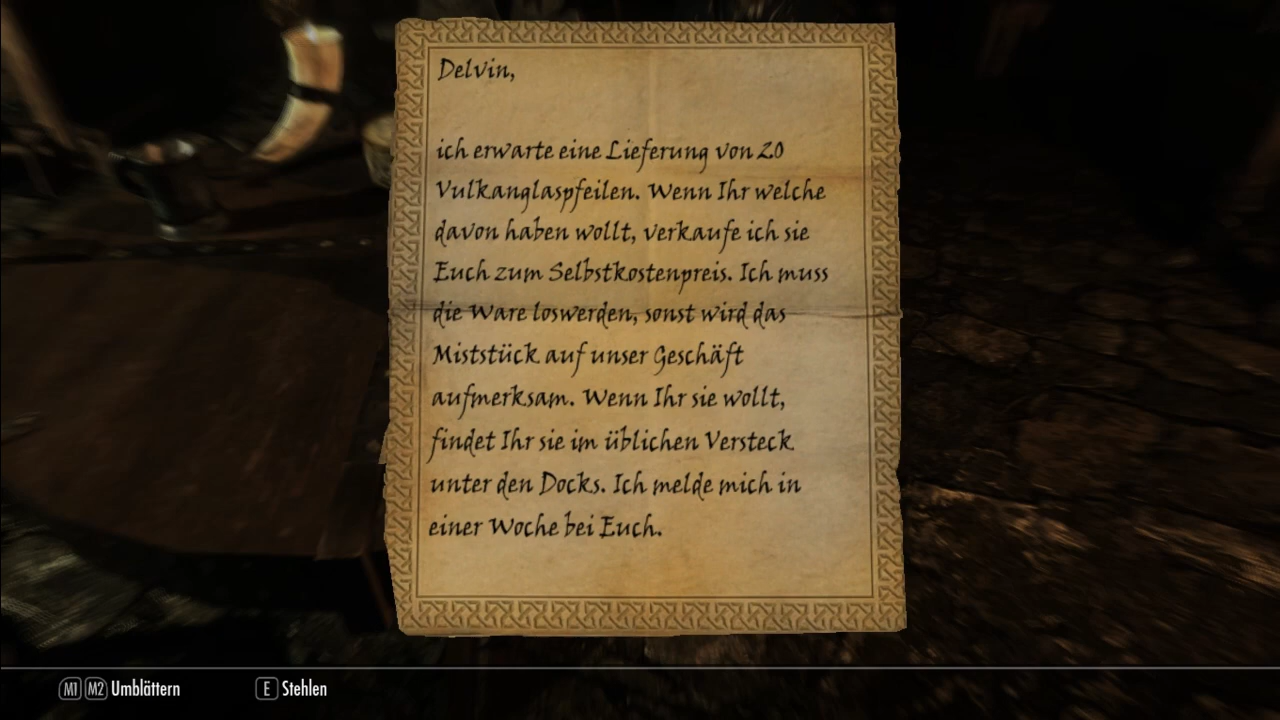 Delvin,
ich erwarte eine Lieferung von 20
Vulkanglaspfeilen. Wenn Ihr welche
davon haben wollt, verkaufe ich sie
Euch zum Selbstkostenpreis. Ich muss
die Ware loswerden, sonst wird das
Miststück auf unser Geschäft
aufmerksam. Wenn Ihr sie wollt,
findet Ihr sie im üblichen Versteck
unter den Docks. Ich melde mich in
einer Woche bei Euch.
M1 M2 Umblättern E Stehlen